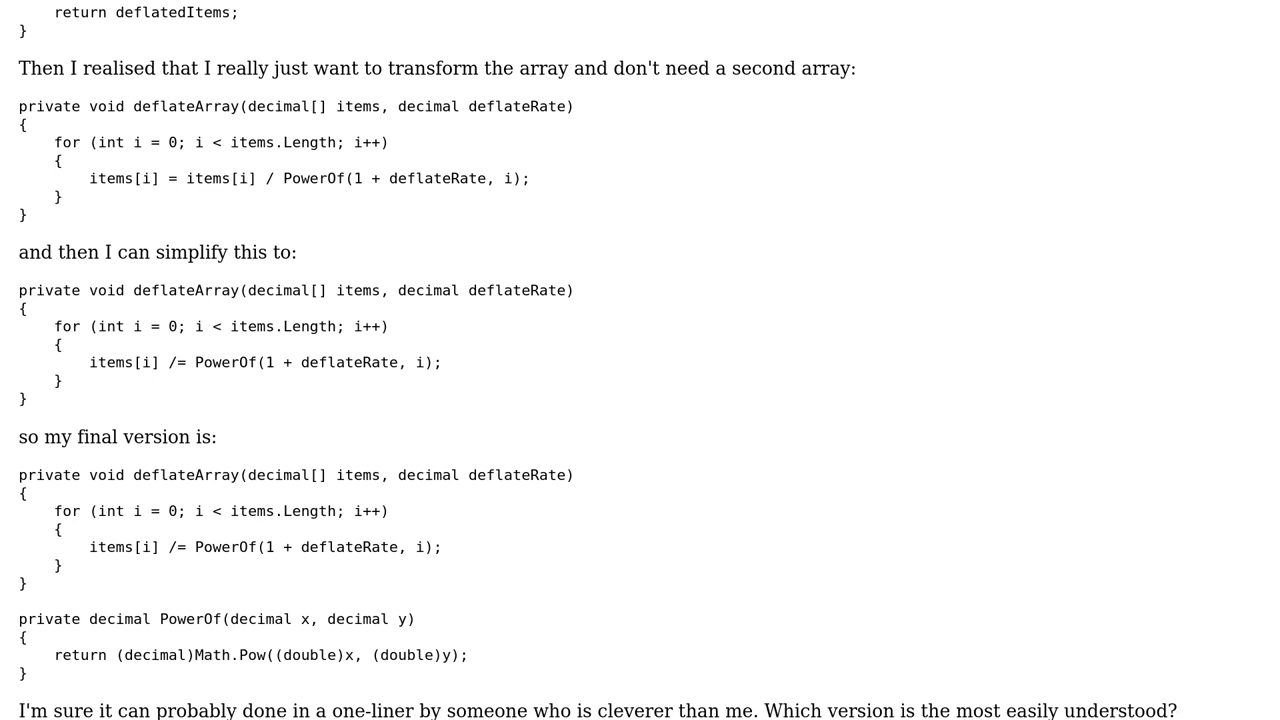 return deflatedItems;
}
Then I realised that I really just want to transform the array and don't need a second array:
private void deflateArray(decimal[] items, decimal deflateRate)
{
    for (int i = 0; i < items.Length; i++)
    {
        items[i] = items[i] / PowerOf(1 + deflateRate, i);
    }
}
and then I can simplify this to:
private void deflateArray(decimal[] items, decimal deflateRate)
{
    for (int i = 0; i < items.Length; i++)
    {
        items[i] /= PowerOf(1 + deflateRate, i);
    }
}
so my final version is:
private void deflateArray(decimal[] items, decimal deflateRate)
{
    for (int i = 0; i < items.Length; i++)
    {
        items[i] /= PowerOf(1 + deflateRate, i);
    }
}
private decimal PowerOf(decimal x, decimal y)
{
    return (decimal)Math.Pow((double)x, (double)y);
}
I'm sure it can probably done in a one-liner by someone who is cleverer than me. Which version is the most easily understood?